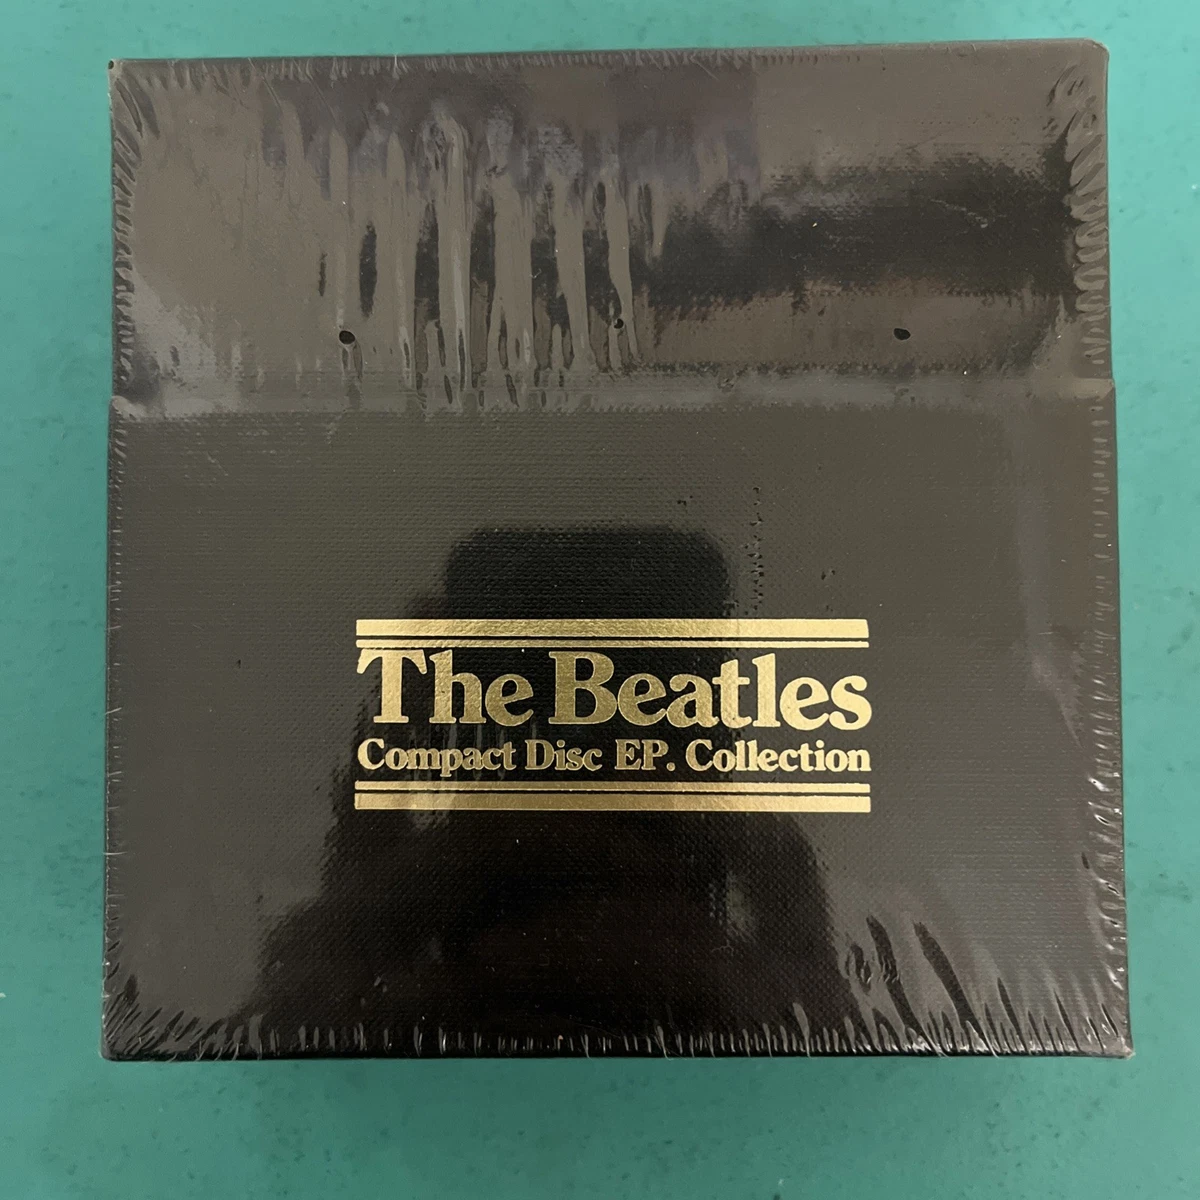 The Beatles
Compact Disc EP. Collection